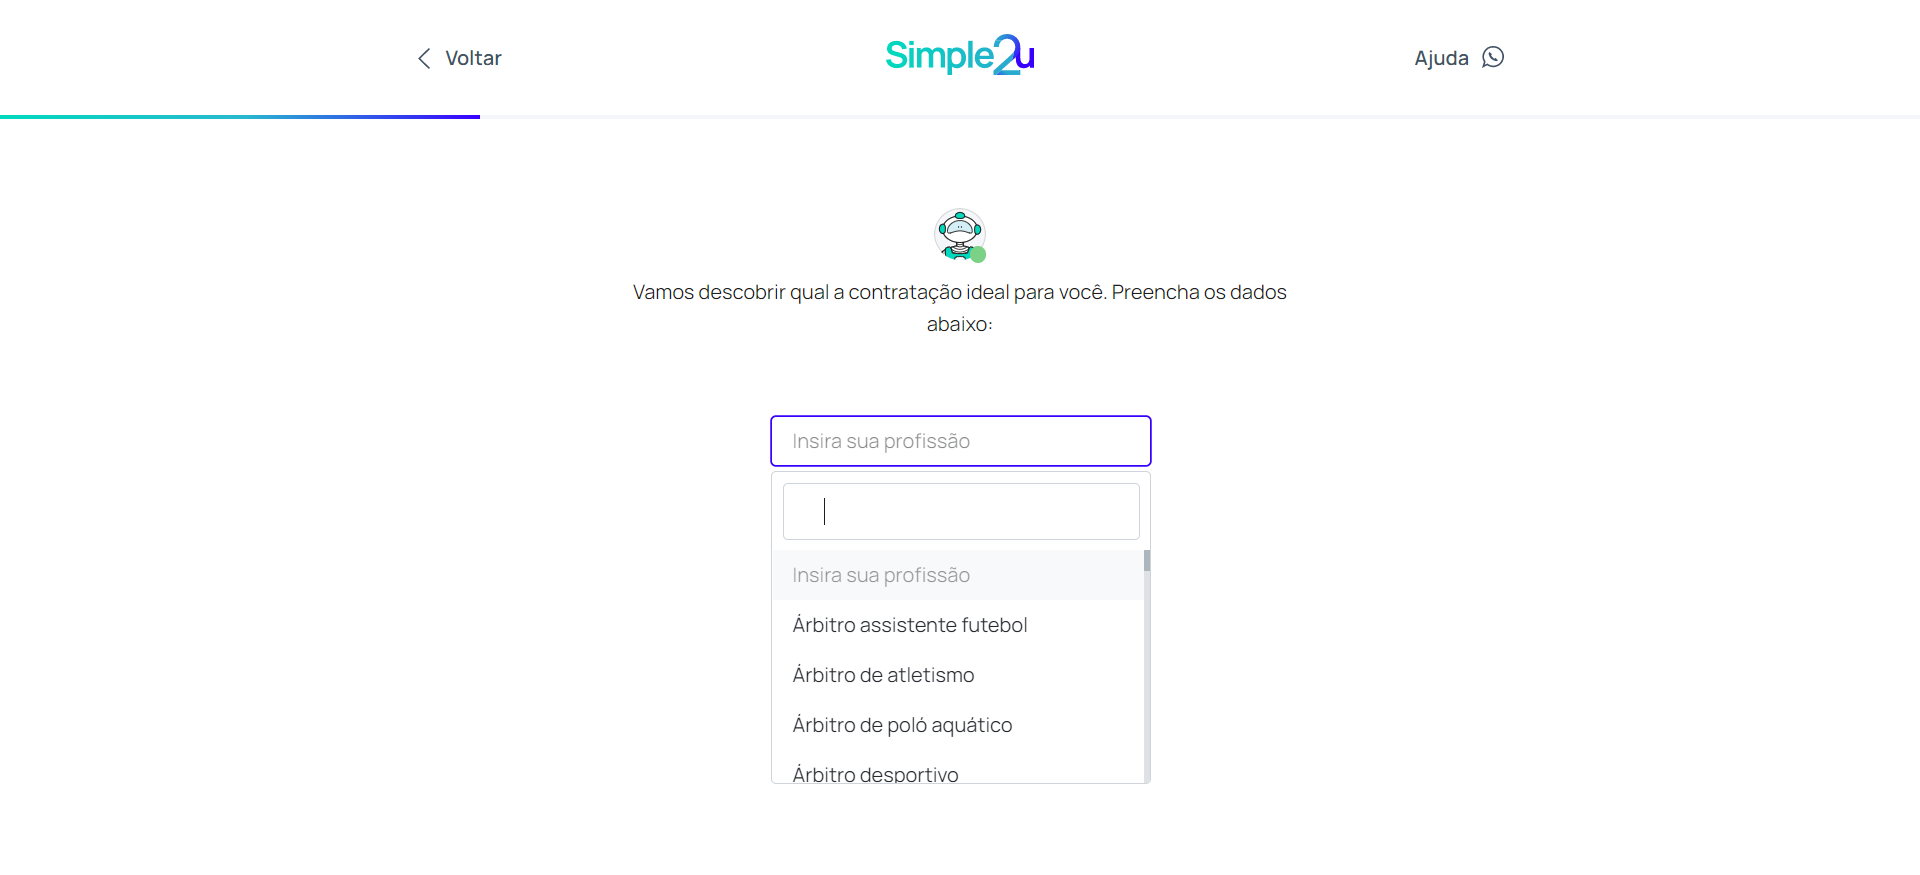 Voltar
Simple2u
Ajuda
Vamos descobrir qual a contratação ideal para você. Preencha os dados
abaixo:
Insira sua profissão
Insira sua profissão
Árbitro assistente futebol
Árbitro de atletismo
Árbitro de poló aquático
Árbitro desportivo